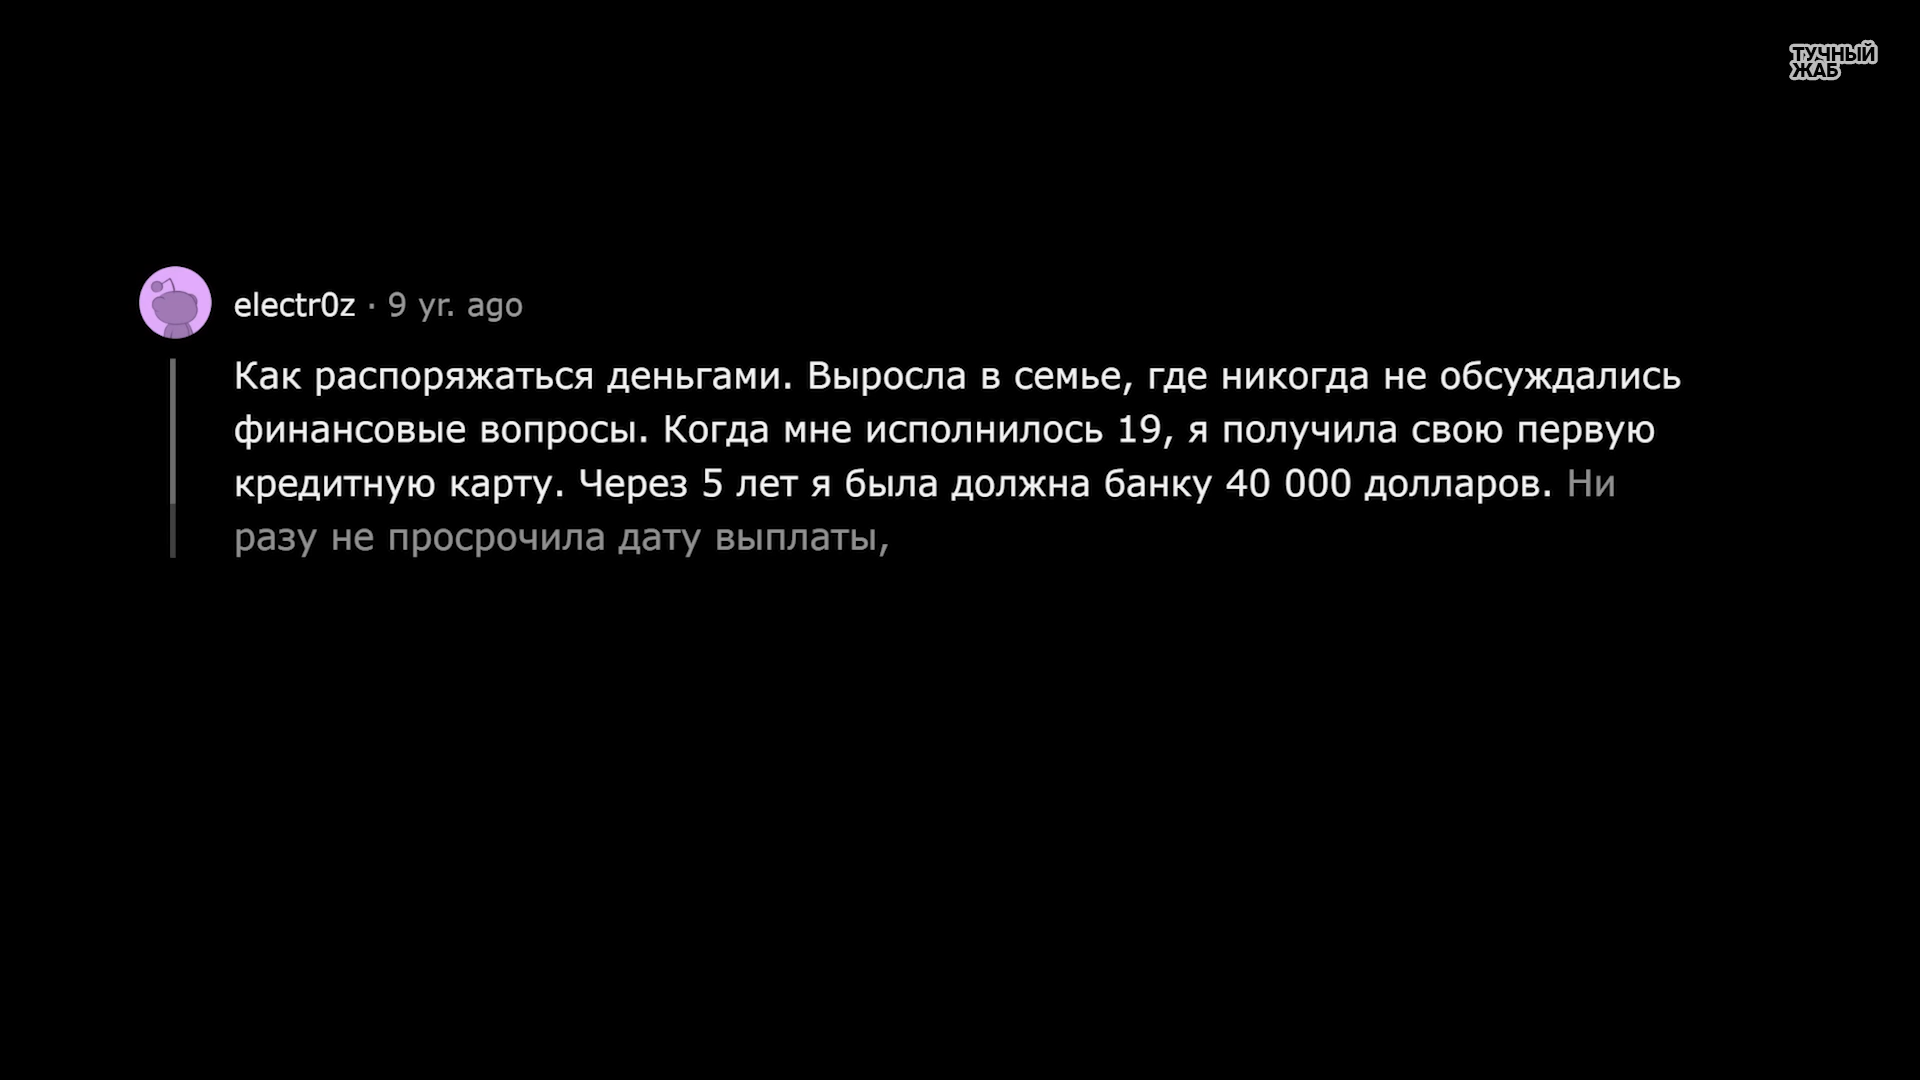 ТУЧНЫЙ
ЖАБ
electr0z · 9 yr. ago
Как распоряжаться деньгами. Выросла в семье, где никогда не обсуждались
финансовые вопросы. Когда мне исполнилось 19, я получила свою первую
кредитную карту. Через 5 лет я была должна банку 40 000 долларов. Ни
разу не просрочила дату выплаты,